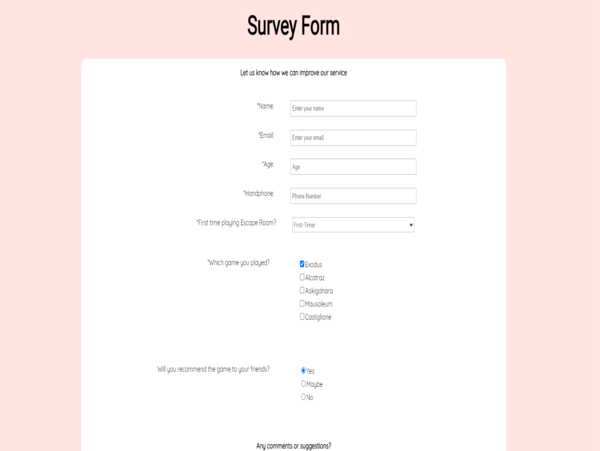 Survey Form
Let us know how we can improve our service
*Name: Enter your name
*Email: Enter your email
*Age: Age
*Handphone: Phone Number
*First time playing Escape Room? First-Timer
*Which game you played? Exodus
Alcatraz
Aokigahara
Mausoleum
Castiglione
Will you recommend the game to your friends? Yes
Maybe
No
Any comments or suggestions?